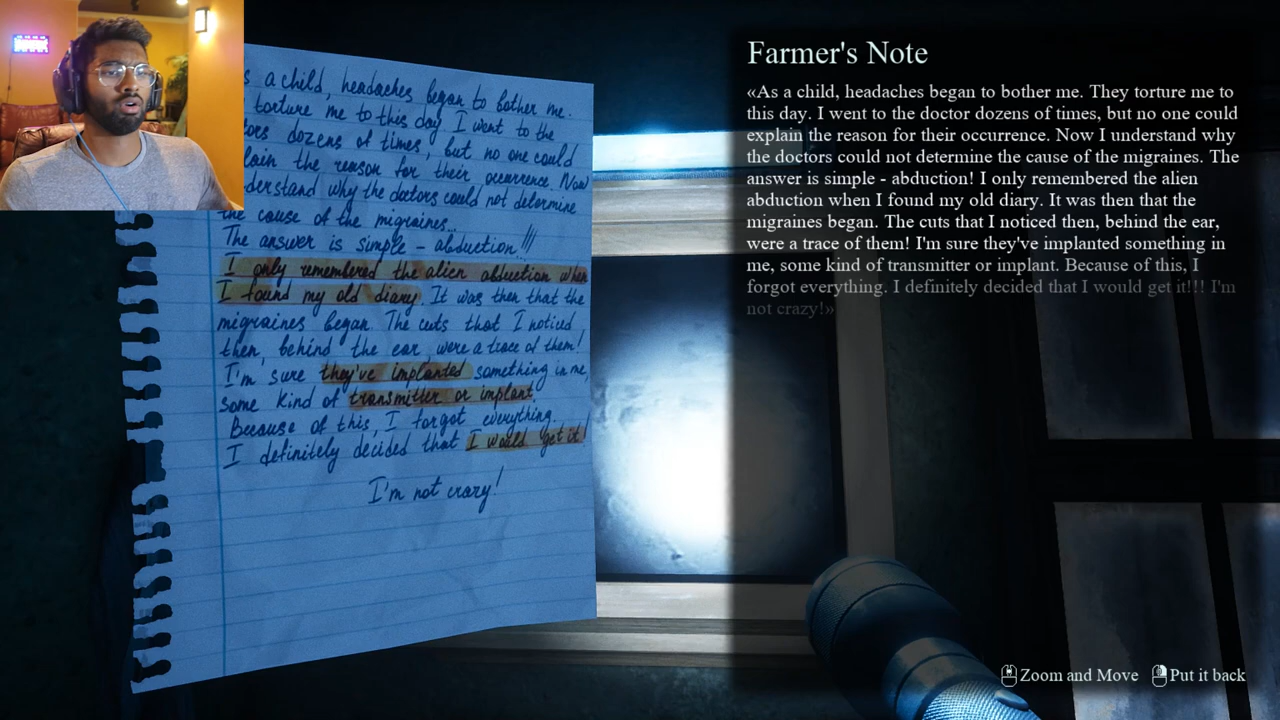 s a child, headaches began to bother me.
torture me to this day. I went to the
tors dozens of times, but no one could
lain the reason for their occurrence. Now
derstand why the doctors could not determine
the cause of the migraines...
The answer is simple - abduction!!!
I only remembered the alien abduction when
I found my old diary. It was then that the
migraines began. The cuts that I noticed
then, behind the ear, were a trace of them!
I'm sure they've implanted something in me,
some kind of transmitter or implant.
Because of this, I forgot everything.
I definitely decided that I would get it!
I'm not crazy!
Farmer's Note
«As a child, headaches began to bother me. They torture me to
this day. I went to the doctor dozens of times, but no one could
explain the reason for their occurrence. Now I understand why
the doctors could not determine the cause of the migraines. The
answer is simple - abduction! I only remembered the alien
abduction when I found my old diary. It was then that the
migraines began. The cuts that I noticed then, behind the ear,
were a trace of them! I'm sure they've implanted something in
me, some kind of transmitter or implant. Because of this, I
forgot everything. I definitely decided that I would get it!!! I'm
not crazy!»
Zoom and Move
Put it back